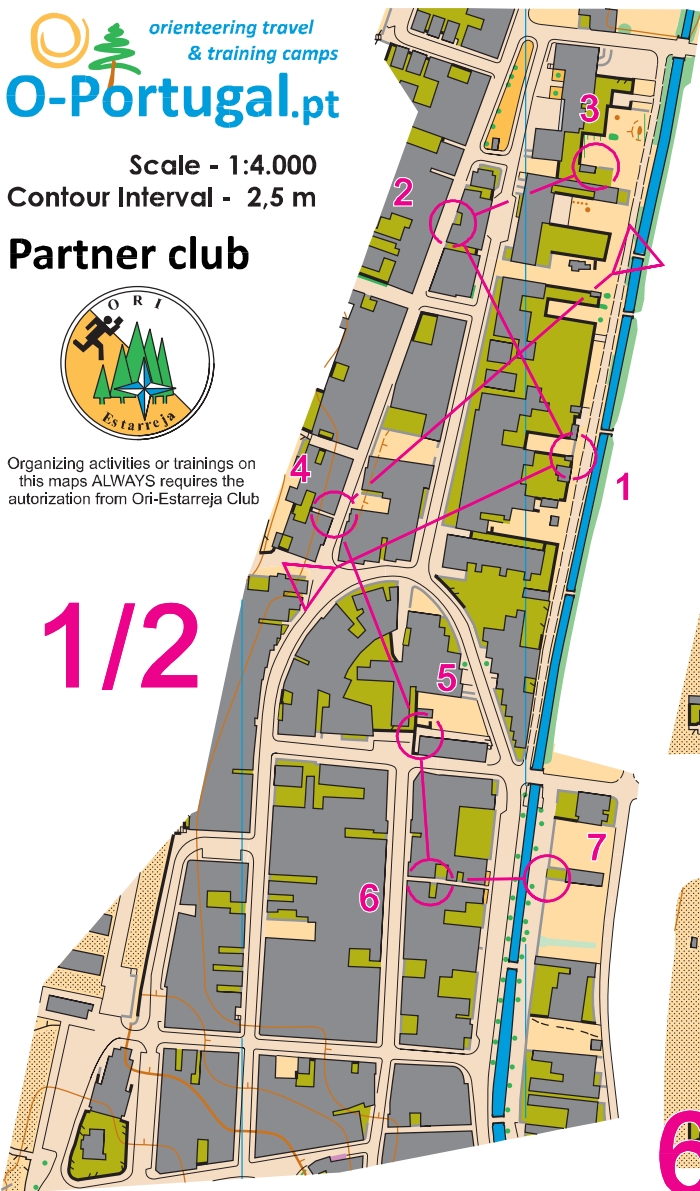 orienteering travel
& training camps
O-Portugal.pt
Scale - 1:4.000
Contour Interval - 2,5 m
Partner club
ORI
Estarreja
Organizing activities or trainings on
this maps ALWAYS requires the
autorization from Ori-Estarreja Club
1/2
3
2
4
1
5
7
6
6